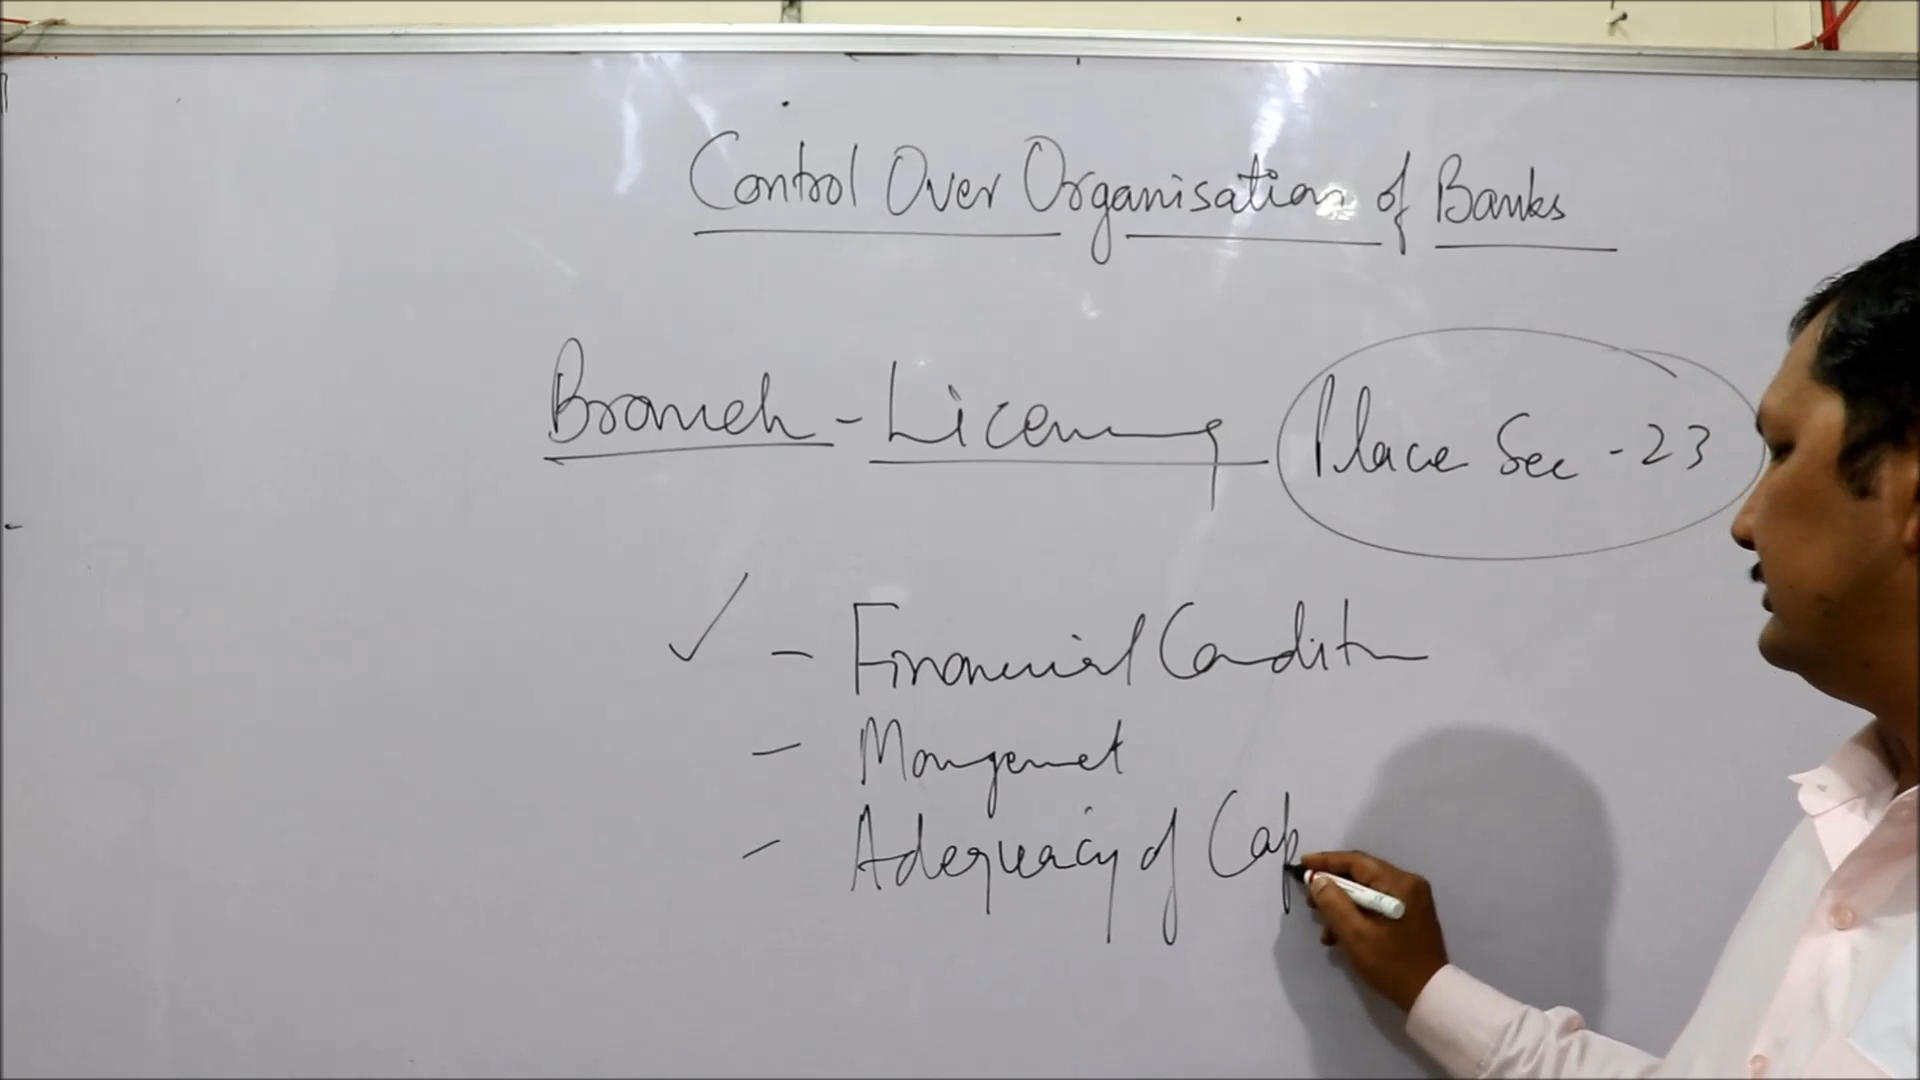 Control Over Organisation of Banks
Branch - Licensing Place Sec - 23
- Financial Condition
- Management
- Adequacy of Cap